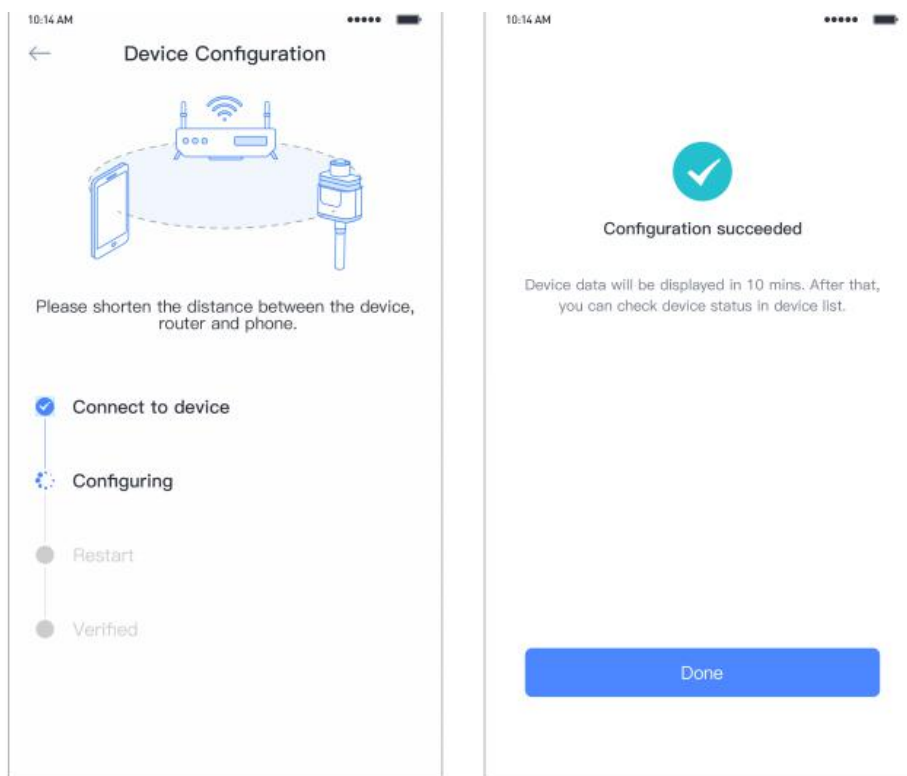 10:14 AM
Device Configuration
Please shorten the distance between the device,
router and phone.
Connect to device
Configuring
Restart
Verified
10:14 AM
Configuration succeeded
Device data will be displayed in 10 mins. After that,
you can check device status in device list.
Done